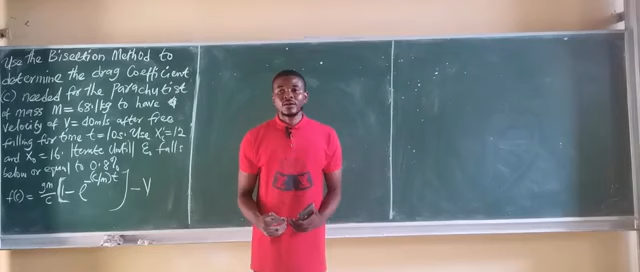 Use the Bisection Method to
determine the drag Coefficient
(c) needed for the Parachutist
of mass M = 68.1kg to have a
velocity of V = 40m/s after free
falling for time t = 10s. Use Xi = 12
and Xu = 16. Iterate Until Es falls
below or equal to 0.8%
f(c) = gm/c [1 - e^-(c/m)t] - V